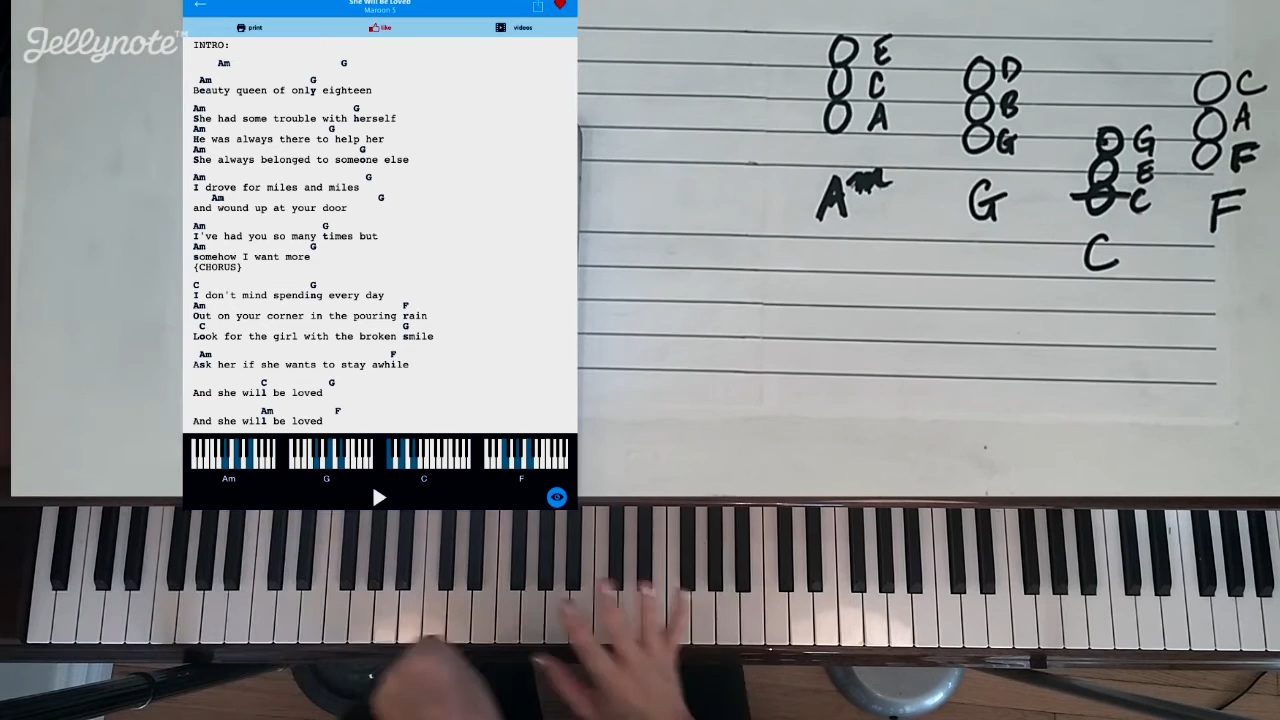 Jellynote™
She Will Be Loved
Maroon 5
print like videos
INTRO:
Am G
Am G
Beauty queen of only eighteen
Am G
She had some trouble with herself
Am G
He was always there to help her
Am G
She always belonged to someone else
Am G
I drove for miles and miles
Am G
and wound up at your door
Am G
I've had you so many times but
Am G
somehow I want more
{CHORUS}
C G
I don't mind spending every day
Am F
Out on your corner in the pouring rain
C G
Look for the girl with the broken smile
Am F
Ask her if she wants to stay awhile
C G
And she will be loved
Am F
And she will be loved
Am G C F
E
C
A
Am
D
B
G
G
G
E
C
C
C
A
F
F